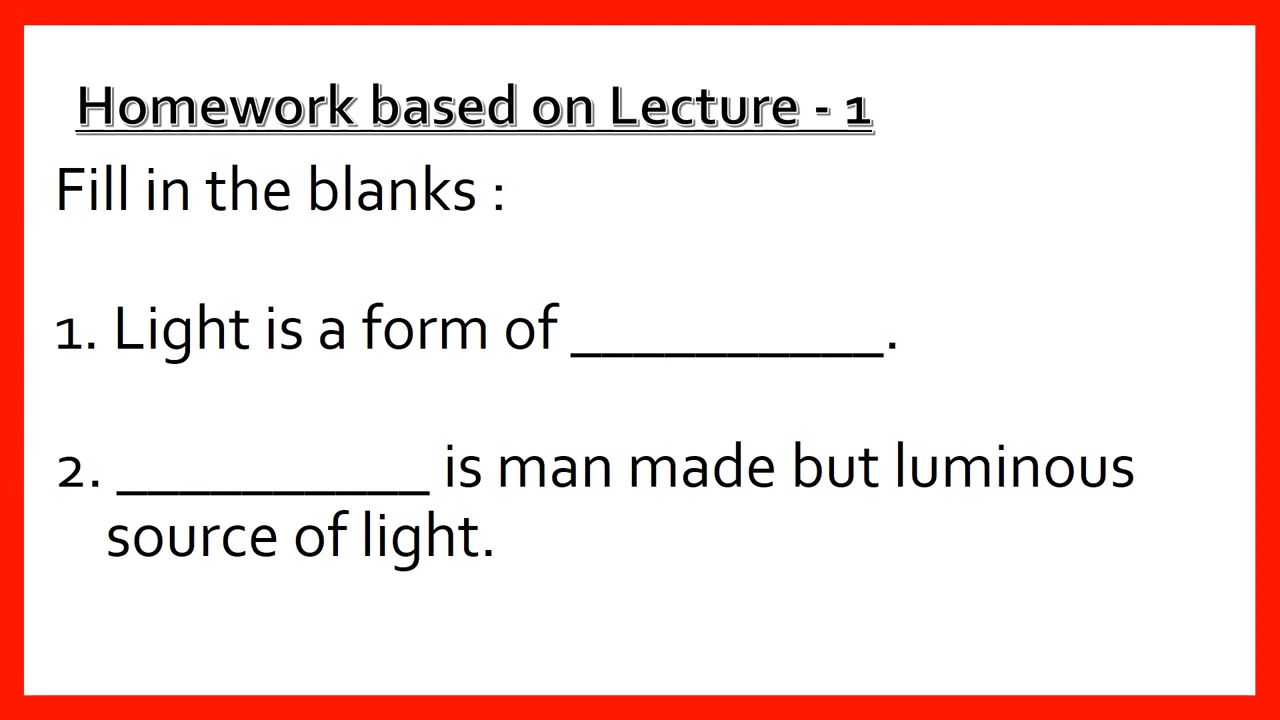 Homework based on Lecture - 1
Fill in the blanks :
1. Light is a form of __________.
2. __________ is man made but luminous
source of light.